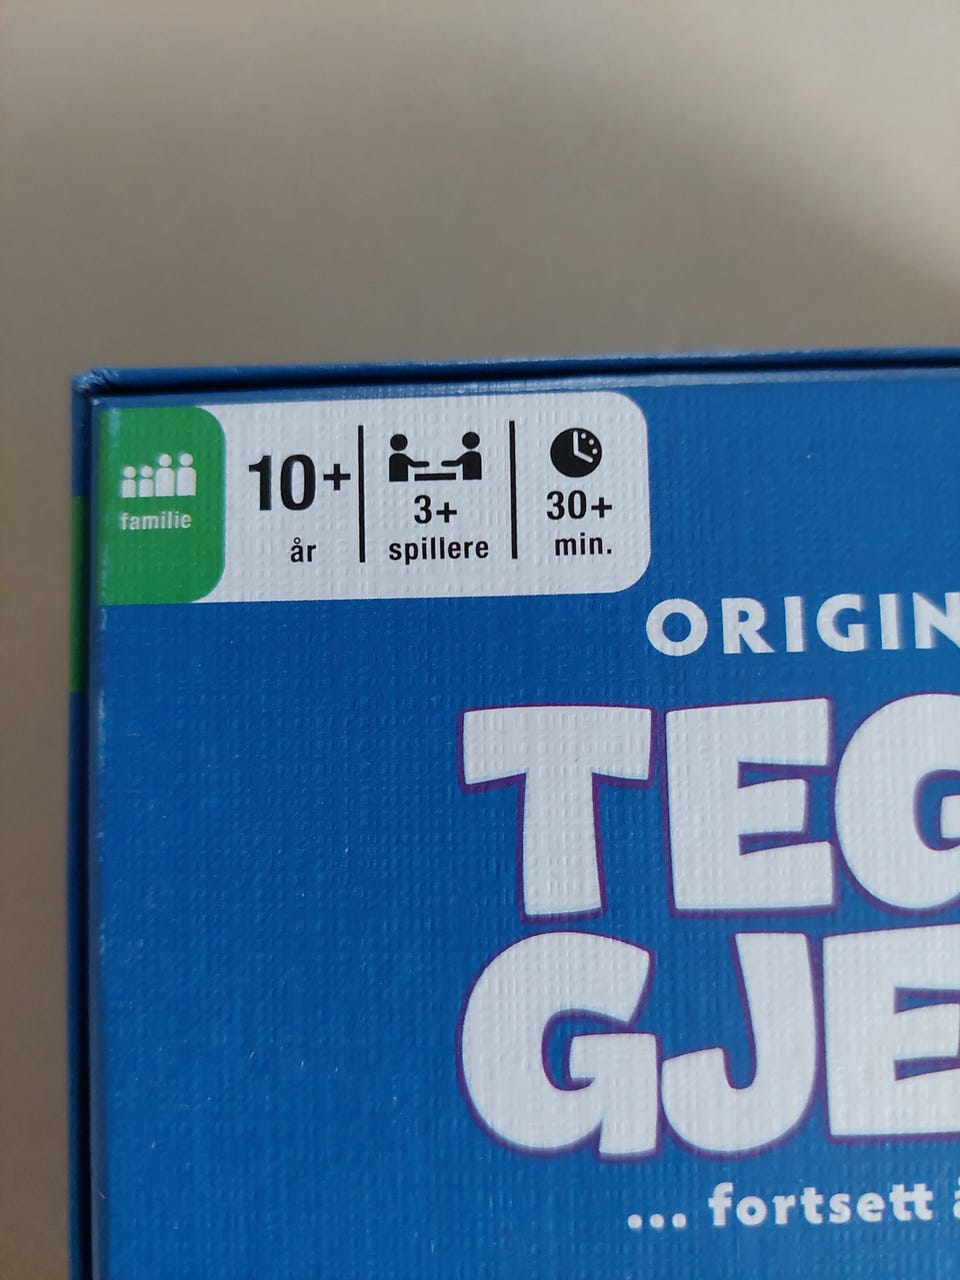 familie
10+
år
3+
spillere
30+
min.
ORIGIN
TEG
GJE
... fortsett